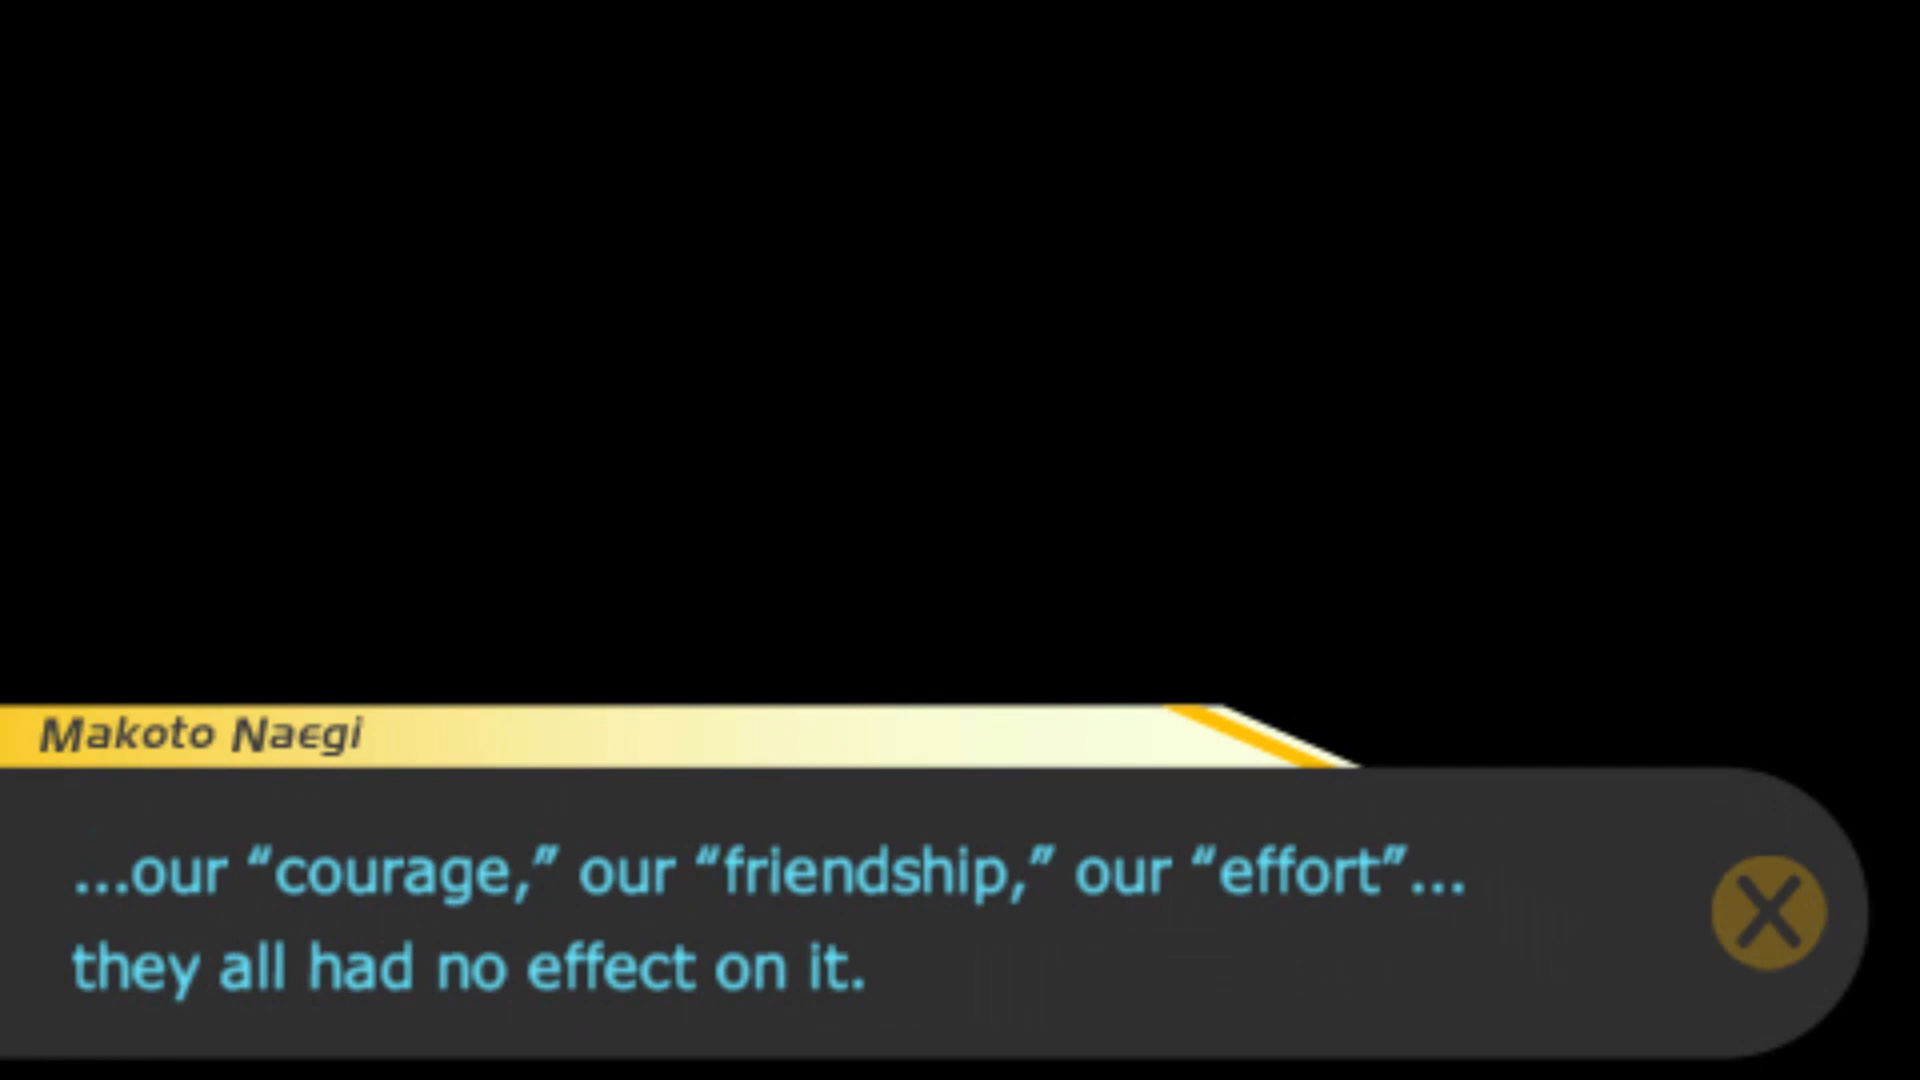 Makoto Naegi
...our “courage,” our “friendship,” our “effort”...
they all had no effect on it.